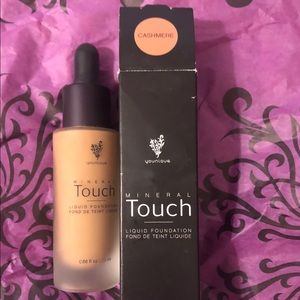 CASHMERE
younique
MINERAL
Touch
LIQUID FOUNDATION
FOND DE TEINT LIQUIDE
younique
MINERAL
Touch
LIQUID FOUNDATION
FOND DE TEINT LIQUIDE